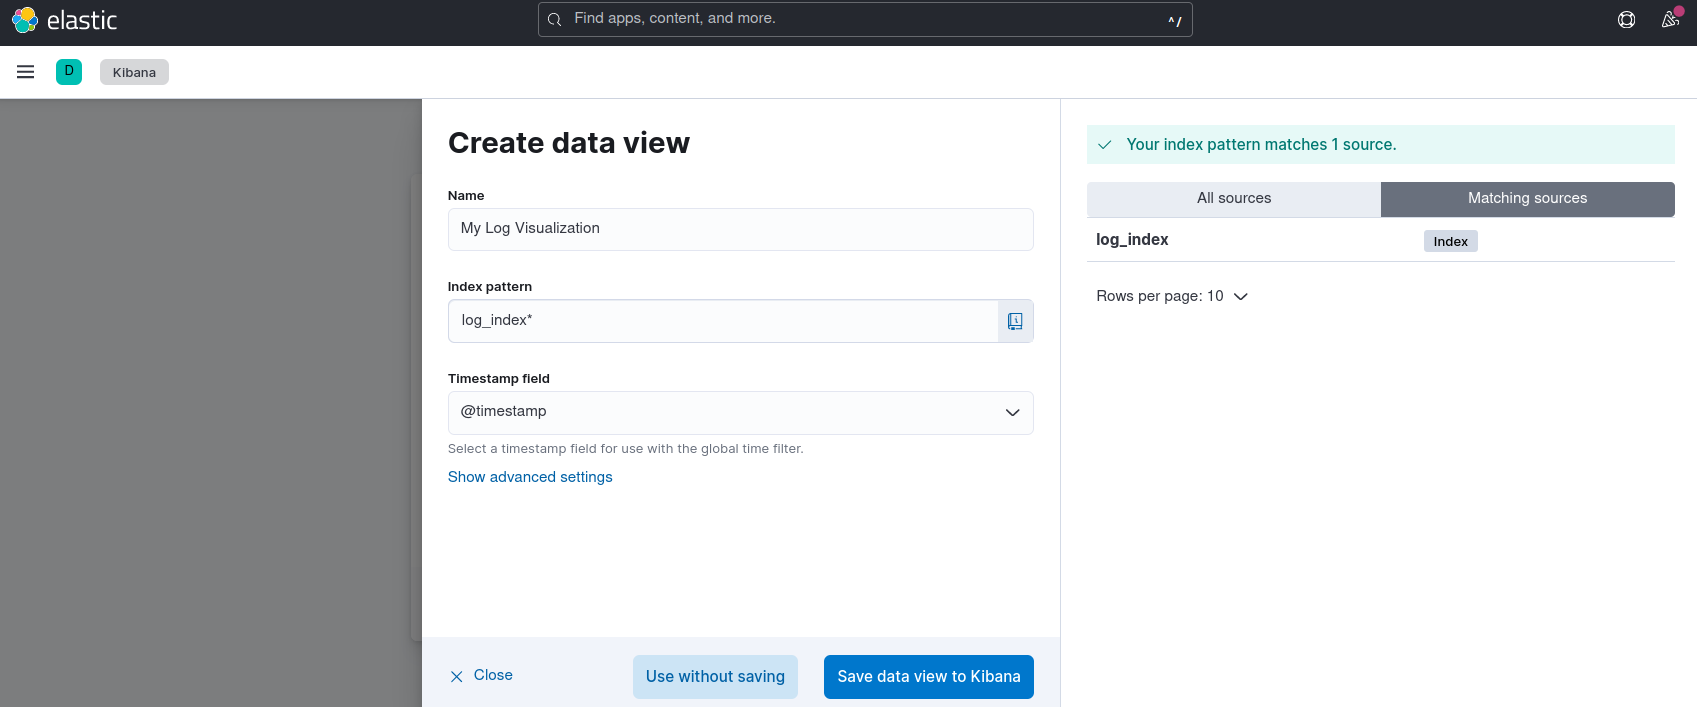 elastic
Find apps, content, and more.
^/
D
Kibana
Create data view
Name
My Log Visualization
Index pattern
log_index*
Timestamp field
@timestamp
Select a timestamp field for use with the global time filter.
Show advanced settings
Close
Use without saving
Save data view to Kibana
Your index pattern matches 1 source.
All sources
Matching sources
log_index
Index
Rows per page: 10